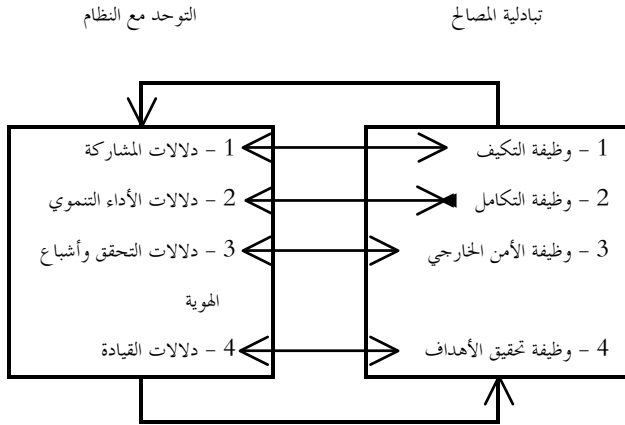 تبادلية المصالح
التوحد مع النظام
1 - وظيفة التكيف
2 - وظيفة التكامل
3 - وظيفة الأمن الخارجي
4 - وظيفة تحقيق الأهداف
1 - دلالات المشاركة
2 - دلالات الأداء التنموي
3 - دلالات التحقق وأشباع
الهوية
4 - دلالات القيادة